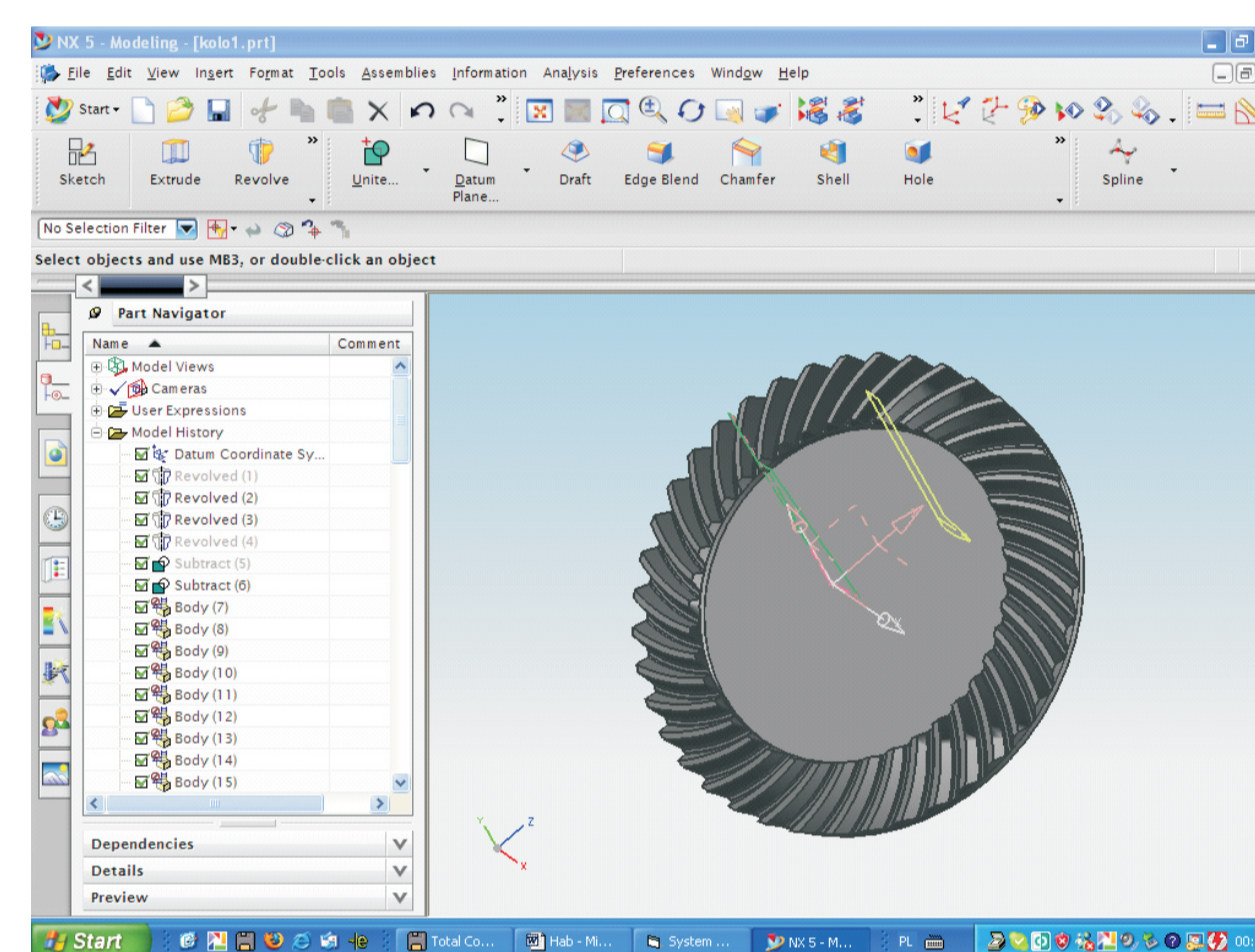 NX 5 - Modeling - [kolo1.prt]
File Edit View Insert Format Tools Assemblies Information Analysis Preferences Window Help
Start
Sketch Extrude Revolve Unite... Datum Plane... Draft Edge Blend Chamfer Shell Hole Spline
No Selection Filter
Select objects and use MB3, or double-click an object
Part Navigator
Name Comment
Model Views
Cameras
User Expressions
Model History
Datum Coordinate Sy...
Revolved (1)
Revolved (2)
Revolved (3)
Revolved (4)
Subtract (5)
Subtract (6)
Body (7)
Body (8)
Body (9)
Body (10)
Body (11)
Body (12)
Body (13)
Body (14)
Body (15)
Dependencies
Details
Preview
Y Z
X
Start Total Co... Hab - Mi... System ... NX 5 - M... PL